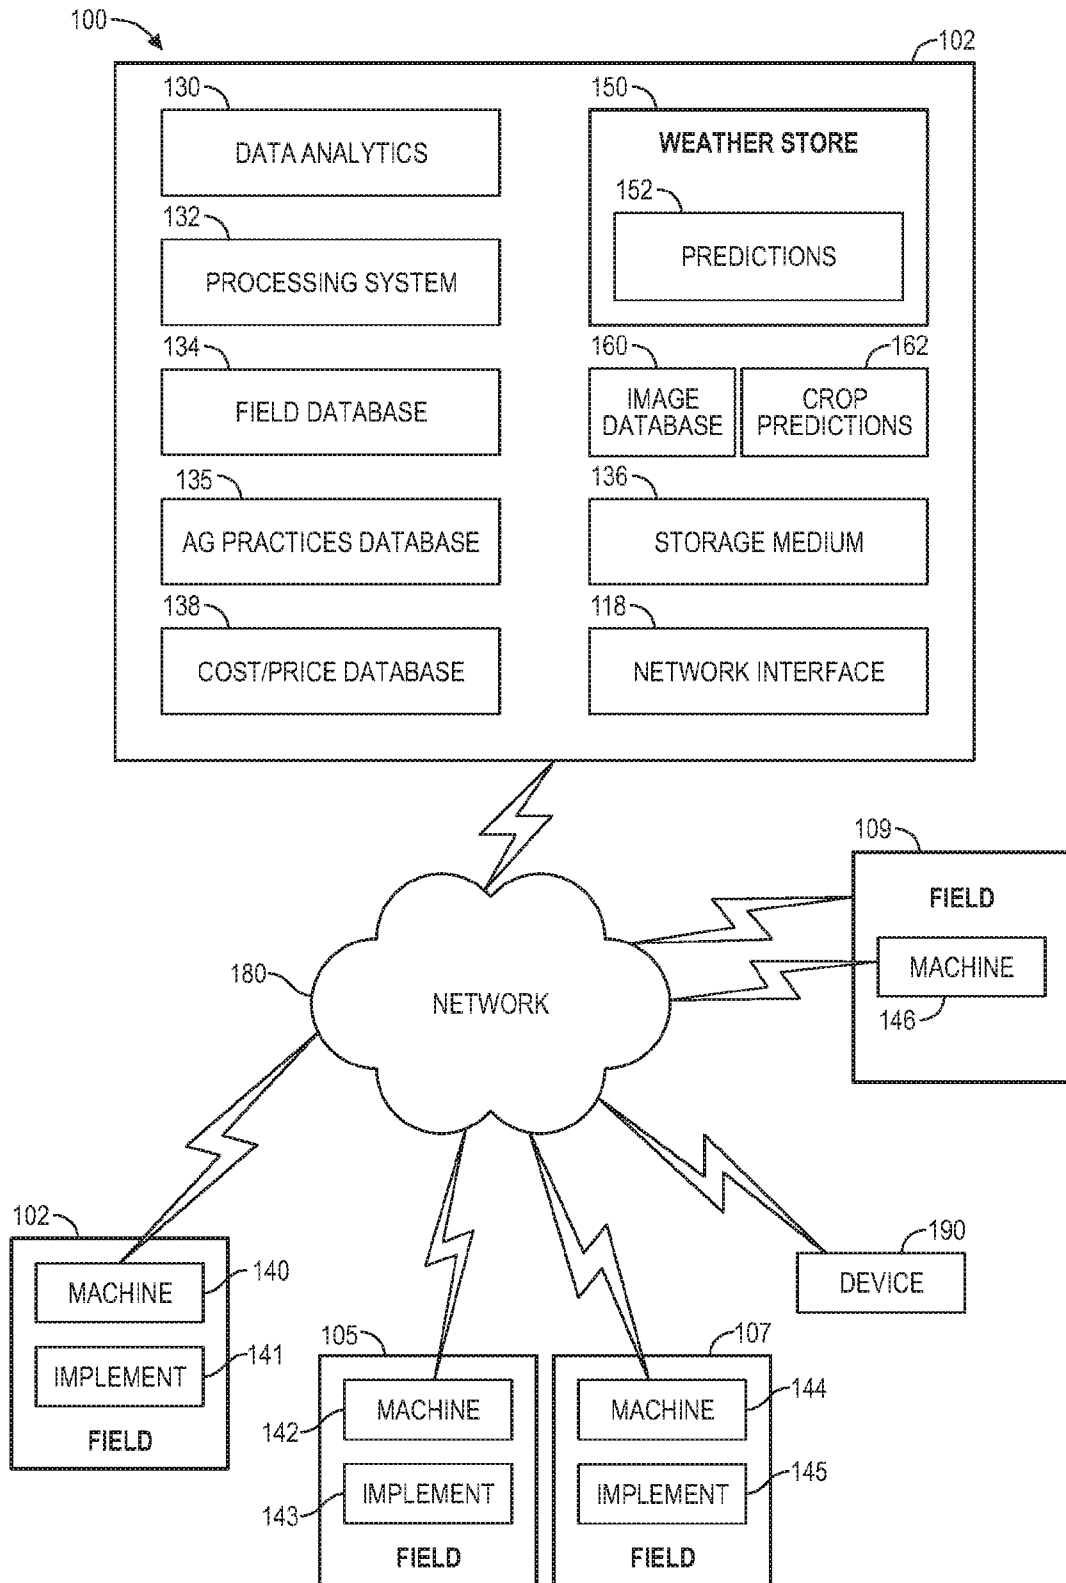 100
102
130
DATA ANALYTICS
150
WEATHER STORE
152
PREDICTIONS
132
PROCESSING SYSTEM
134
FIELD DATABASE
160
IMAGE
DATABASE
162
CROP
PREDICTIONS
135
AG PRACTICES DATABASE
136
STORAGE MEDIUM
138
COST/PRICE DATABASE
118
NETWORK INTERFACE
109
FIELD
MACHINE
146
180
NETWORK
102
MACHINE
140
IMPLEMENT
141
FIELD
190
DEVICE
105
MACHINE
142
IMPLEMENT
143
FIELD
107
MACHINE
144
IMPLEMENT
145
FIELD